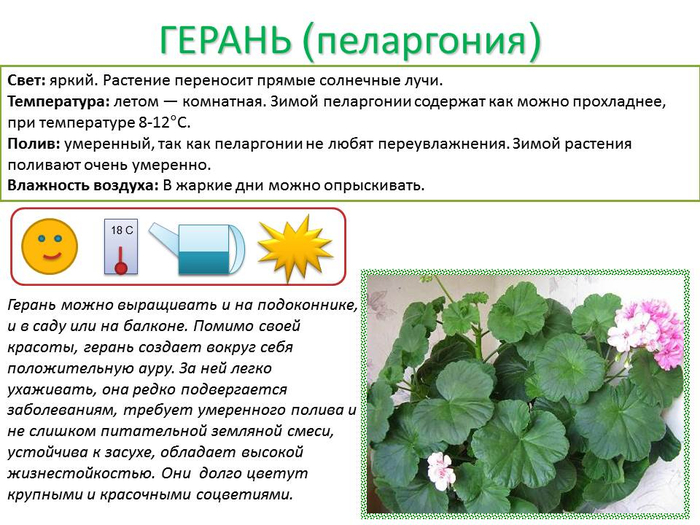 ГЕРАНЬ (пеларгония)
Свет: яркий. Растение переносит прямые солнечные лучи.
Температура: летом — комнатная. Зимой пеларгонии содержат как можно прохладнее,
при температуре 8-12°С.
Полив: умеренный, так как пеларгонии не любят переувлажнения. Зимой растения
поливают очень умеренно.
Влажность воздуха: В жаркие дни можно опрыскивать.
18 С
Герань можно выращивать и на подоконнике,
и в саду или на балконе. Помимо своей
красоты, герань создает вокруг себя
положительную ауру. За ней легко
ухаживать, она редко подвергается
заболеваниям, требует умеренного полива и
не слишком питательной земляной смеси,
устойчива к засухе, обладает высокой
жизнестойкостью. Они  долго цветут
крупными и красочными соцветиями.